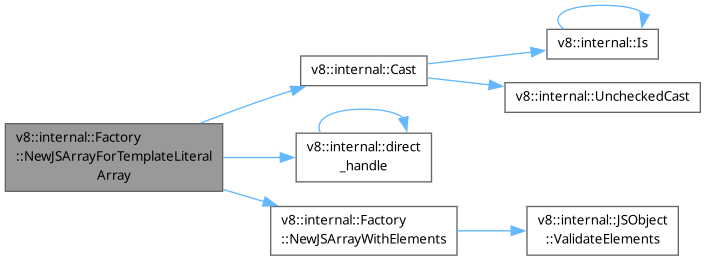 v8::internal::Factory
::NewJSArrayForTemplateLiteral
Array
v8::internal::Cast
v8::internal::Is
v8::internal::UncheckedCast
v8::internal::direct
_handle
v8::internal::Factory
::NewJSArrayWithElements
v8::internal::JSObject
::ValidateElements